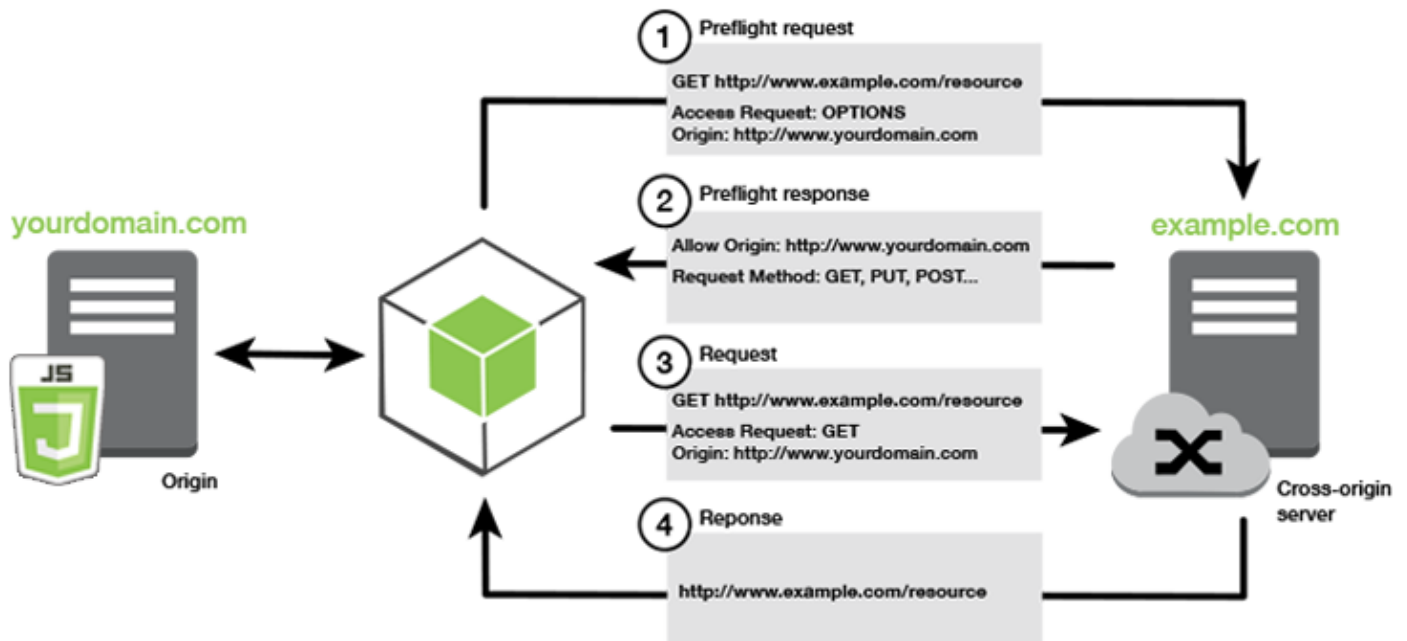 1 Preflight request
GET http://www.example.com/resource
Access Request: OPTIONS
Origin: http://www.yourdomain.com
2 Preflight response
Allow Origin: http://www.yourdomain.com
Request Method: GET, PUT, POST...
yourdomain.com
JS
Origin
example.com
Cross-origin
server
3 Request
GET http://www.example.com/resource
Access Request: GET
Origin: http://www.yourdomain.com
4 Reponse
http://www.example.com/resource